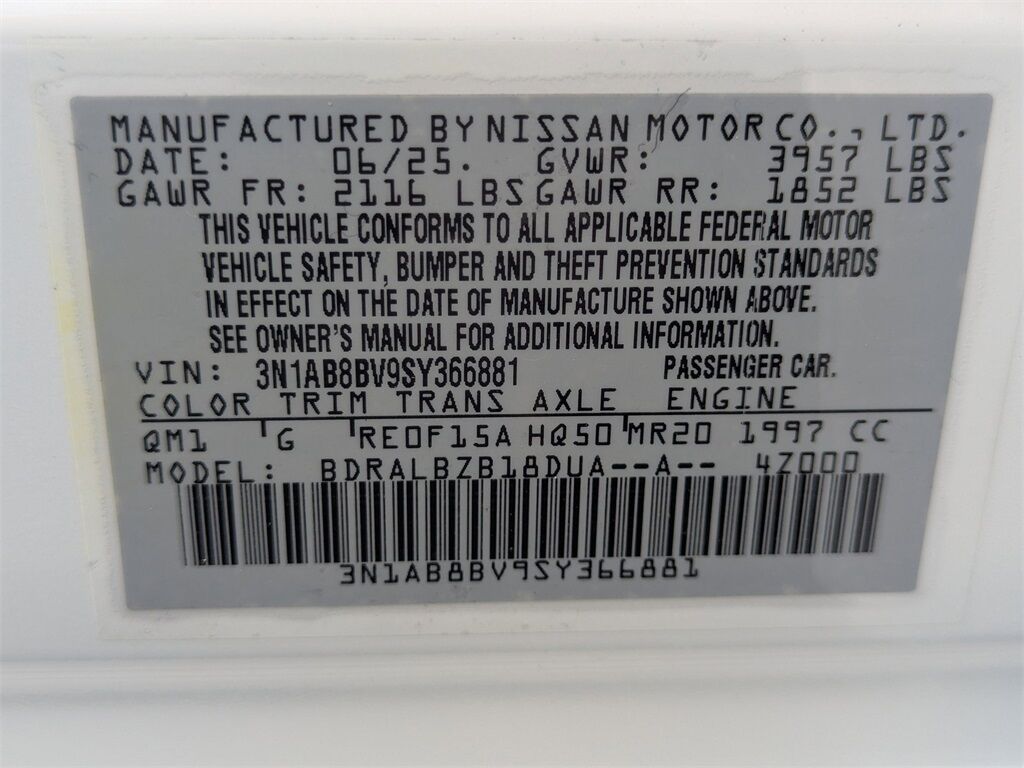 MANUFACTURED BY NISSAN MOTOR CO., LTD.
DATE: 06/25. GVWR: 3957 LBS
GAWR FR: 2116 LBS GAWR RR: 1852 LBS
THIS VEHICLE CONFORMS TO ALL APPLICABLE FEDERAL MOTOR
VEHICLE SAFETY, BUMPER AND THEFT PREVENTION STANDARDS
IN EFFECT ON THE DATE OF MANUFACTURE SHOWN ABOVE.
SEE OWNER'S MANUAL FOR ADDITIONAL INFORMATION.
VIN: 3N1AB8BV9SY366881 PASSENGER CAR.
COLOR TRIM TRANS AXLE ENGINE
QM1 G RE0F15A HQ50 MR20 1997 CC
MODEL: BDRALBZB18DUA--A-- 4Z000
3N1AB8BV9SY366881